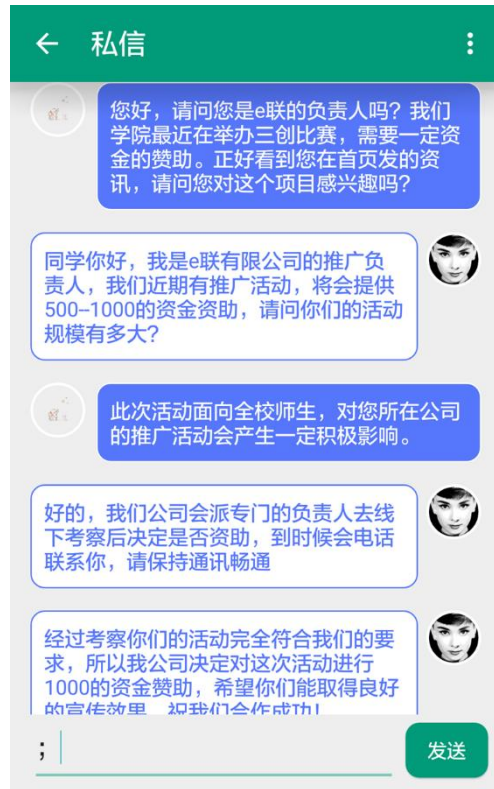 私信
您好，请问您是e联的负责人吗？我们
学院最近在举办三创比赛，需要一定资
金的赞助。正好看到您在首页发的资
讯，请问您对这个项目感兴趣吗？
同学你好，我是e联有限公司的推广负
责人，我们近期有推广活动，将会提供
500--1000的资金资助，请问你们的活动
规模有多大？
此次活动面向全校师生，对您所在公司
的推广活动会产生一定积极影响。
好的，我们公司会派专门的负责人去线
下考察后决定是否资助，到时候会电话
联系你，请保持通讯畅通
经过考察你们的活动完全符合我们的要
求，所以我公司决定对这次活动进行
1000的资金赞助，希望你们能取得良好
的宣传效果，祝我们合作成功！
；
发送